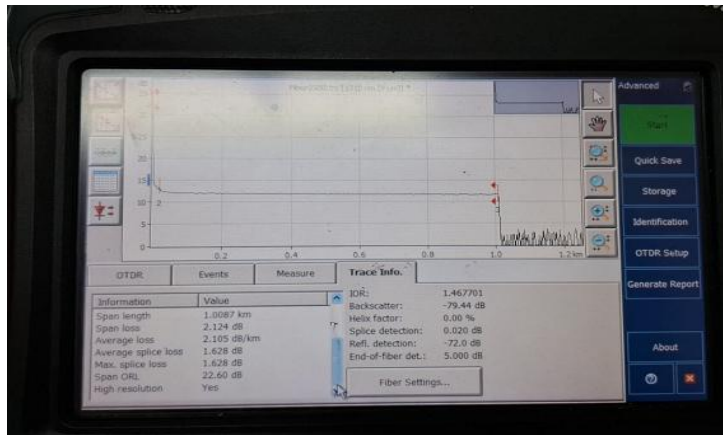 Advanced
Start
Quick Save
Storage
Identification
OTDR Setup
Generate Report
About
20
15
10
5
0
2
0.2
0.4
0.6
0.8
1.0
1.2 km
OTDR
Events
Measure
Trace Info.
Information Value
Span length 1.0087 km
Span loss 2.124 dB
Average loss 2.105 dB/km
Average splice loss 1.628 dB
Max. splice loss 1.628 dB
Span ORL 22.60 dB
High resolution Yes
IOR: 1.467701
Backscatter: -79.44 dB
Helix factor: 0.00 %
Splice detection: 0.020 dB
Refl. detection: -72.0 dB
End-of-fiber det.: 5.000 dB
Fiber Settings...